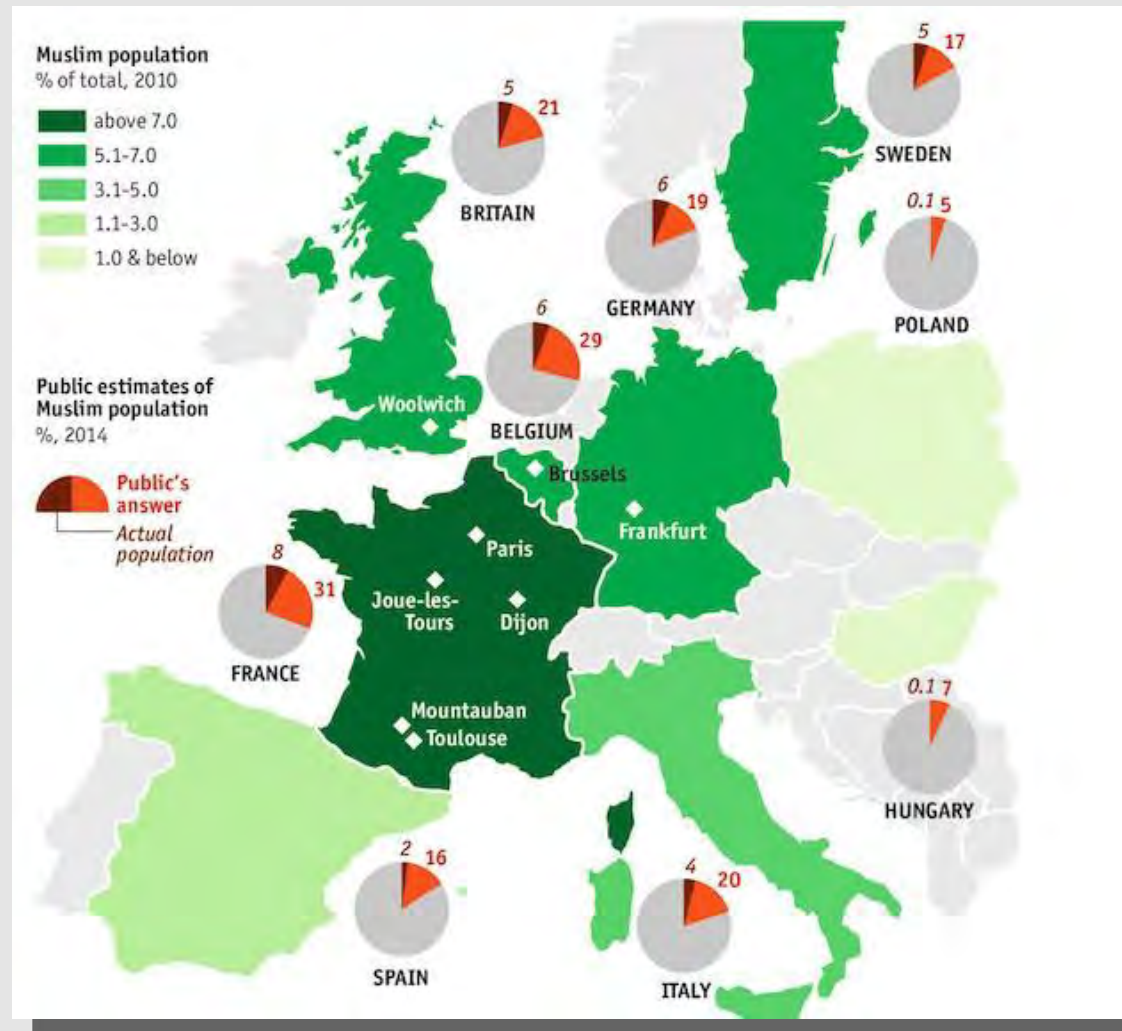 Muslim population
% of total, 2010
above 7.0
5.1-7.0
3.1-5.0
1.1-3.0
1.0 & below
Public estimates of
Muslim population
%, 2014
Public's
answer
Actual
population
5 21
BRITAIN
5 17
SWEDEN
6 19
GERMANY
0.1 5
POLAND
6 29
BELGIUM
Woolwich
Brussels
Frankfurt
Paris
Joue-les-
Tours
Dijon
Mountauban
Toulouse
8 31
FRANCE
0.1 7
HUNGARY
2 16
SPAIN
4 20
ITALY